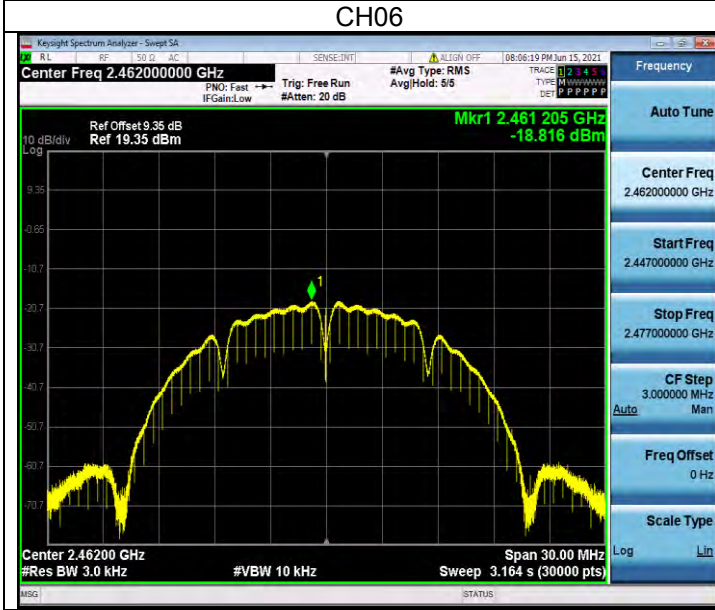 CH06
Keysight Spectrum Analyzer - Swept SA
RL RF 50 Ω AC SENSE:INT ALIGN OFF 08:06:19 PM Jun 15, 2021
Center Freq 2.462000000 GHz
PNO: Fast
IFGain:Low
Trig: Free Run
#Atten: 20 dB
#Avg Type: RMS
Avg|Hold: 5/5
TRACE 1 2 3 4 5 6
TYPE M WWWWW
DET P P P P P P
Frequency
Ref Offset 9.35 dB
10 dB/div Ref 19.35 dBm
Log
Mkr1 2.461 205 GHz
-18.816 dBm
9.35
-0.65
-10.7
-20.7
-30.7
-40.7
-50.7
-60.7
-70.7
1
Center 2.46200 GHz Span 30.00 MHz
#Res BW 3.0 kHz #VBW 10 kHz Sweep 3.164 s (30000 pts)
Auto Tune
Center Freq
2.462000000 GHz
Start Freq
2.447000000 GHz
Stop Freq
2.477000000 GHz
CF Step
3.000000 MHz
Auto Man
Freq Offset
0 Hz
Scale Type
Log Lin
MSG STATUS